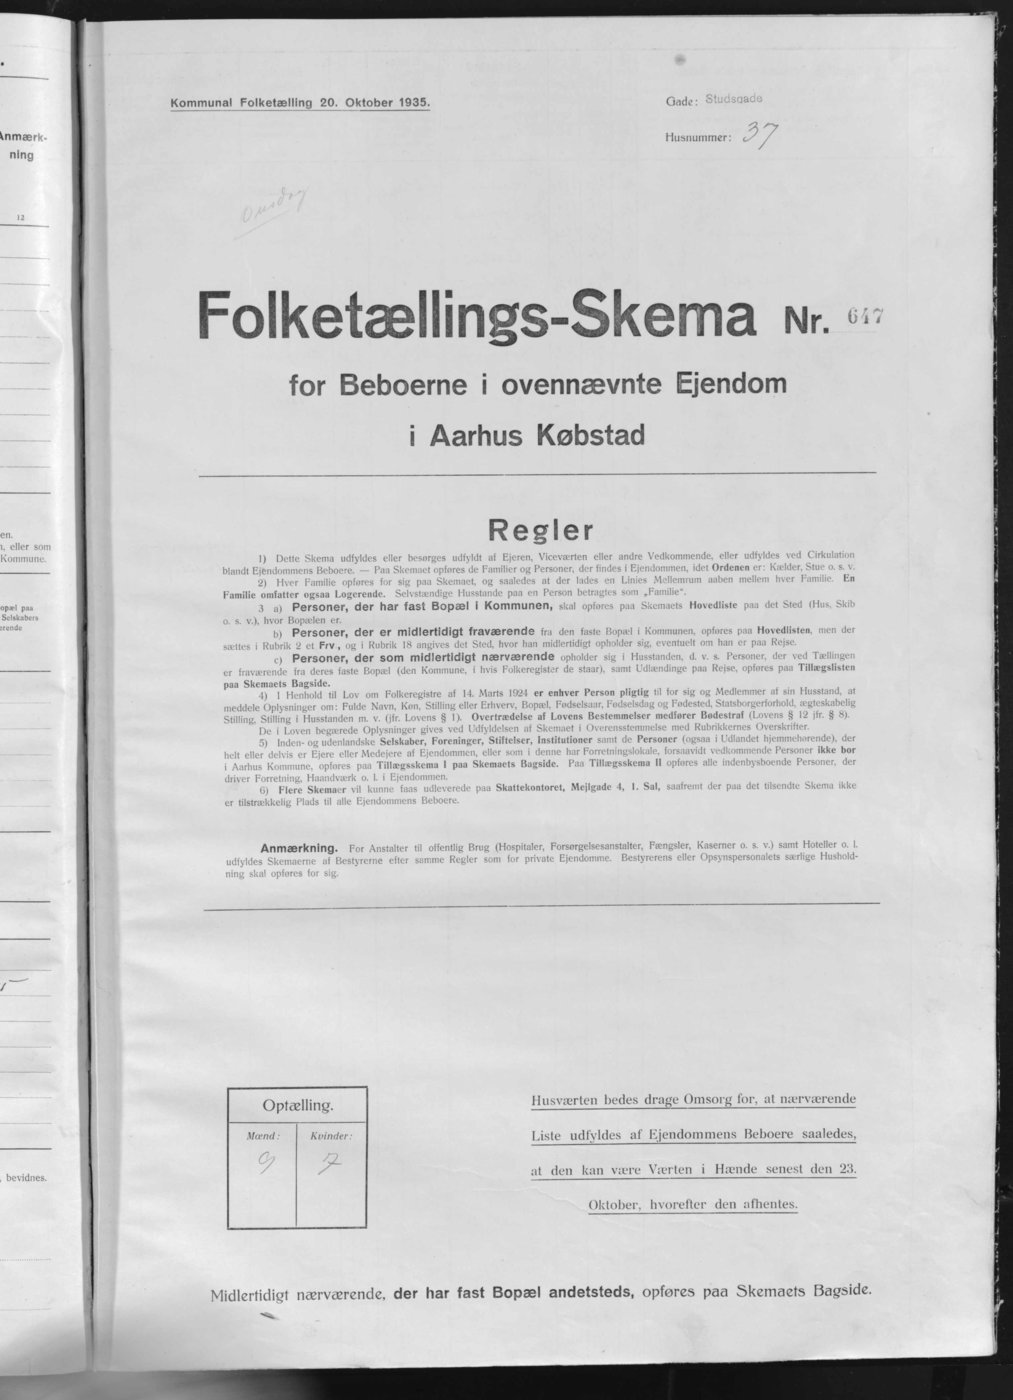 Anmærk-
ning
12
en.
n, eller som
Kommune.
opæl paa
Selskabers
erende
, bevidnes.
Kommunal Folketælling 20. Oktober 1935.
Gade: Studsgade
Husnummer: 37
Onsdag
Folketællings-Skema Nr. 647
for Beboerne i ovennævnte Ejendom
i Aarhus Købstad
Regler
1) Dette Skema udfyldes eller besørges udfyldt af Ejeren, Viceværten eller andre Vedkommende, eller udfyldes ved Cirkulation
blandt Ejendommens Beboere. — Paa Skemaet opføres de Familier og Personer, der findes i Ejendommen, idet Ordenen er: Kælder, Stue o. s. v.
2) Hver Familie opføres for sig paa Skemaet, og saaledes at der lades en Linies Mellemrum aaben mellem hver Familie. En
Familie omfatter ogsaa Logerende. Selvstændige Husstande paa en Person betragtes som „Familie“.
3 a) Personer, der har fast Bopæl i Kommunen, skal opføres paa Skemaets Hovedliste paa det Sted (Hus, Skib
o. s. v.), hvor Bopælen er.
b) Personer, der er midlertidigt fraværende fra den faste Bopæl i Kommunen, opføres paa Hovedlisten, men der
sættes i Rubrik 2 et Frv., og i Rubrik 18 angives det Sted, hvor han midlertidigt opholder sig, eventuelt om han er paa Rejse.
c) Personer, der som midlertidigt nærværende opholder sig i Husstanden, d. v. s. Personer, der ved Tællingen
er fraværende fra deres faste Bopæl (den Kommune, i hvis Folkeregister de staar), samt Udlændinge paa Rejse, opføres paa Tillægslisten
paa Skemaets Bagside.
4) I Henhold til Lov om Folkeregistre af 14. Marts 1924 er enhver Person pligtig til for sig og Medlemmer af sin Husstand, at
meddele Oplysninger om: Fulde Navn, Køn, Stilling eller Erhverv, Bopæl, Fødselsaar, Fødselsdag og Fødested, Statsborgerforhold, ægteskabelig
Stilling, Stilling i Husstanden m. v. (jfr. Lovens § 1). Overtrædelse af Lovens Bestemmelser medfører Bødestraf (Lovens § 12 jfr. § 8).
De i Loven begærede Oplysninger gives ved Udfyldelsen af Skemaet i Overensstemmelse med Rubrikkernes Overskrifter.
5) Inden- og udenlandske Selskaber, Foreninger, Stiftelser, Institutioner samt de Personer (ogsaa i Udlandet hjemmehørende), der
helt eller delvis er Ejere eller Medejere af Ejendommen, eller som i denne har Forretningslokale, forsaavidt vedkommende Personer ikke bor
i Aarhus Kommune, opføres paa Tillægsskema I paa Skemaets Bagside. Paa Tillægsskema II opføres alle indenbysboende Personer, der
driver Forretning, Haandværk o. l. i Ejendommen.
6) Flere Skemaer vil kunne faas udleverede paa Skattekontoret, Mejlgade 4, 1. Sal, saafremt der paa det tilsendte Skema ikke
er tilstrækkelig Plads til alle Ejendommens Beboere.
Anmærkning. For Anstalter til offentlig Brug (Hospitaler, Forsørgelsesanstalter, Fængsler, Kaserner o. s. v.) samt Hoteller o. l.
udfyldes Skemaerne af Bestyrerne efter samme Regler som for private Ejendomme. Bestyrerens eller Opsynspersonalets særlige Hushold-
ning skal opføres for sig.
Optælling.
Mænd: Kvinder:
9 7
Husværten bedes drage Omsorg for, at nærværende
Liste udfyldes af Ejendommens Beboere saaledes,
at den kan være Værten i Hænde senest den 23.
Oktober, hvorefter den afhentes.
Midlertidigt nærværende, der har fast Bopæl andetsteds, opføres paa Skemaets Bagside.